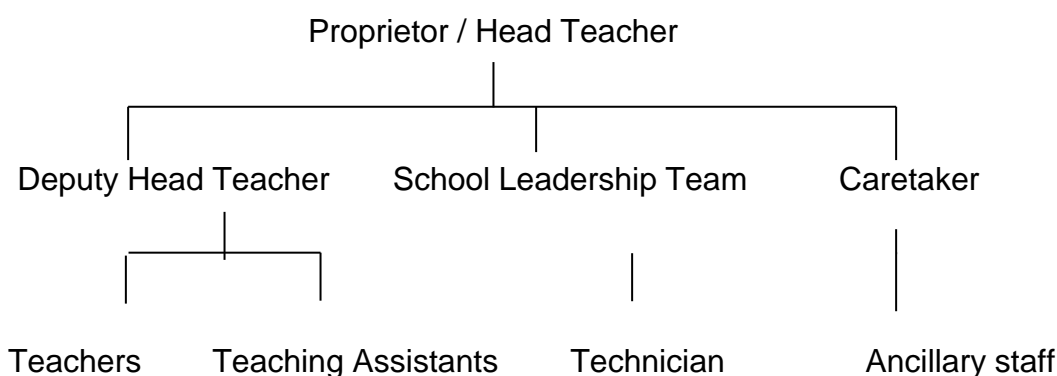 Proprietor / Head Teacher
Deputy Head Teacher School Leadership Team Caretaker
Teachers Teaching Assistants Technician Ancillary staff